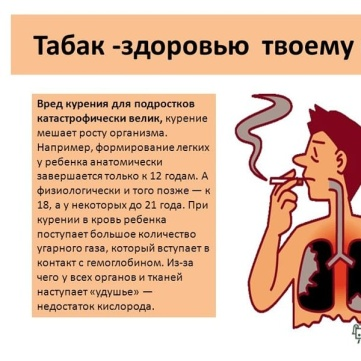 Табак -здоровью твоему
Вред курения для подростков
катастрофически велик, курение
мешает росту организма.
Например, формирование легких
у ребенка анатомически
завершается только к 12 годам. А
физиологически и того позже — к
18, а у некоторых до 21 года. При
курении в кровь ребенка
поступает большое количество
угарного газа, который вступает в
контакт с гемоглобином. Из-за
чего у всех органов и тканей
наступает «удушье» —
недостаток кислорода.